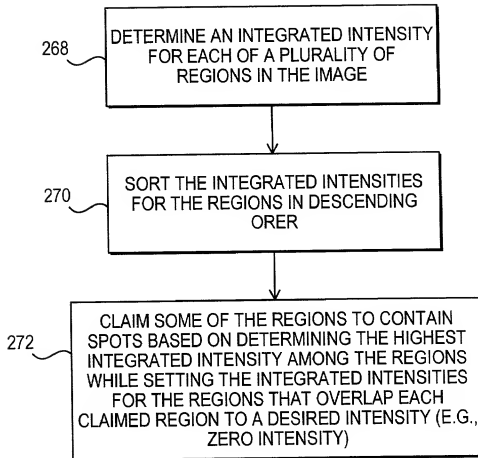 268
DETERMINE AN INTEGRATED INTENSITY
FOR EACH OF A PLURALITY OF
REGIONS IN THE IMAGE
270
SORT THE INTEGRATED INTENSITIES
FOR THE REGIONS IN DESCENDING
ORER
272
CLAIM SOME OF THE REGIONS TO CONTAIN
SPOTS BASED ON DETERMINING THE HIGHEST
INTEGRATED INTENSITY AMONG THE REGIONS
WHILE SETTING THE INTEGRATED INTENSITIES
FOR THE REGIONS THAT OVERLAP EACH
CLAIMED REGION TO A DESIRED INTENSITY (E.G.,
ZERO INTENSITY)